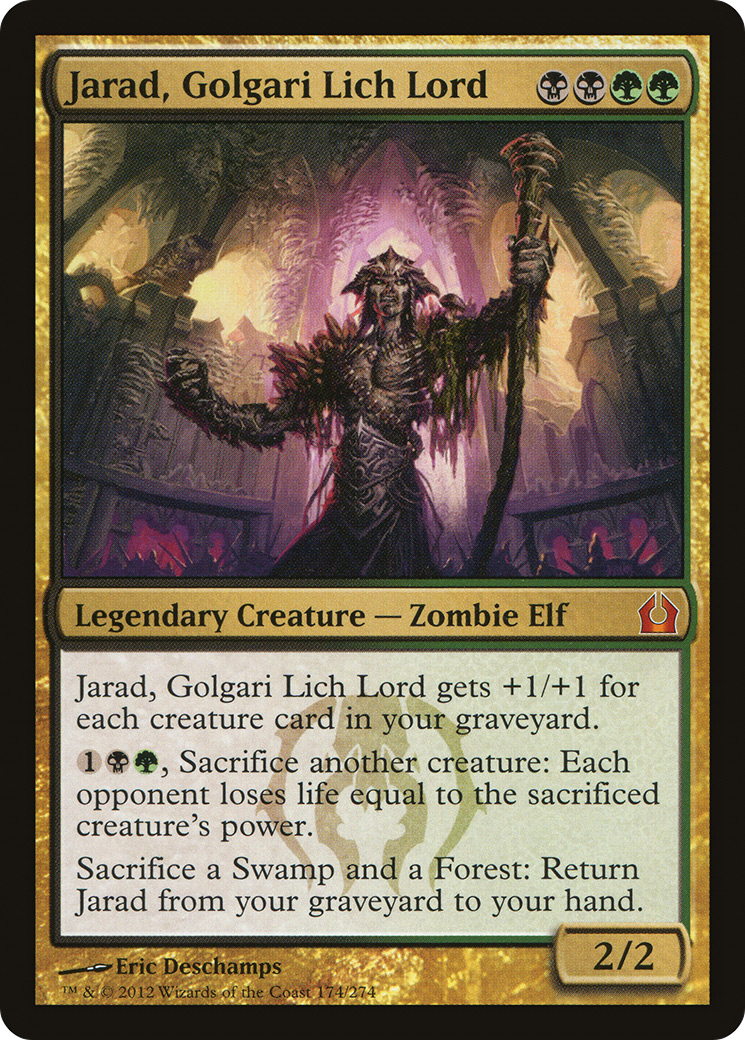 Jarad, Golgari Lich Lord
Legendary Creature — Zombie Elf
Jarad, Golgari Lich Lord gets +1/+1 for
each creature card in your graveyard.
1, Sacrifice another creature: Each
opponent loses life equal to the sacrificed
creature's power.
Sacrifice a Swamp and a Forest: Return
Jarad from your graveyard to your hand.
2/2
Eric Deschamps
™ & © 2012 Wizards of the Coast 174/274